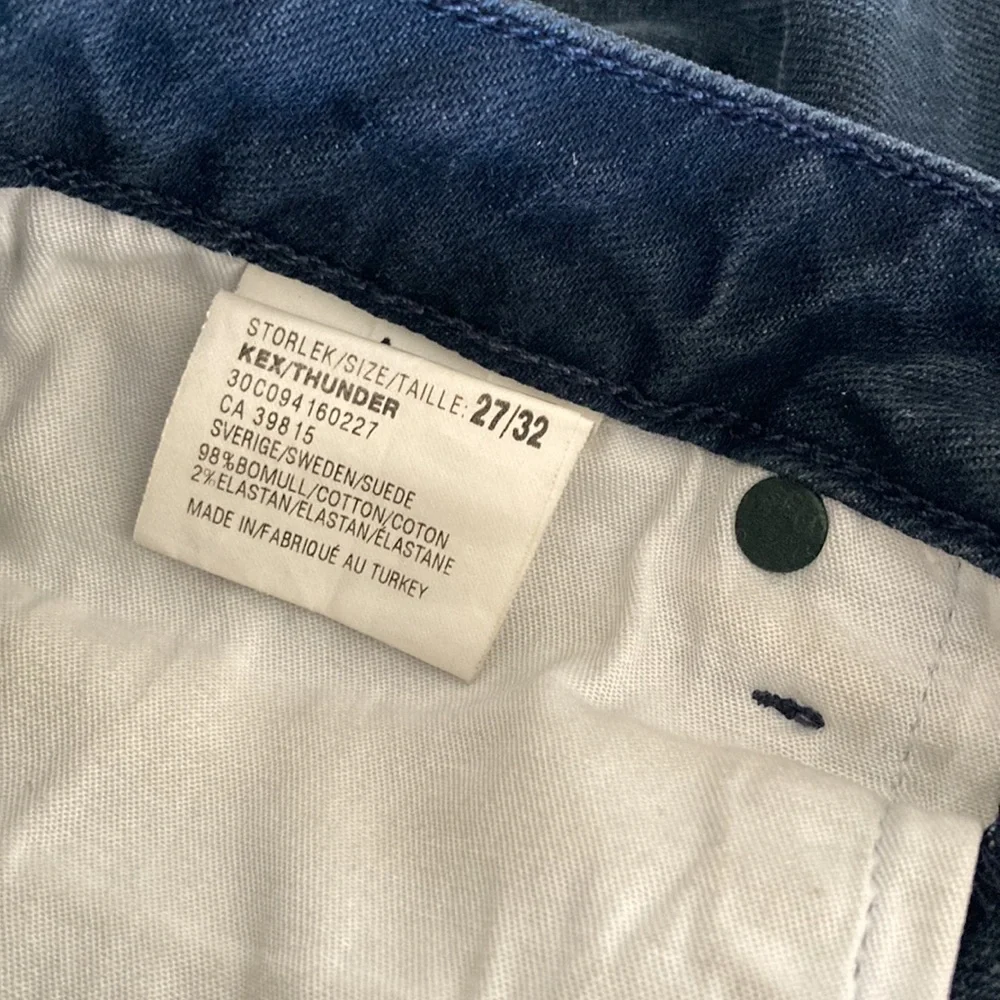 STORLEK/SIZE/TAILLE: 27/32
KEX/THUNDER
30C094160227
CA 39815
SVERIGE/SWEDEN/SUEDE
98%BOMULL/COTTON/COTON
2%ELASTAN/ELASTAN/ÉLASTANE
MADE IN/FABRIQUÉ AU TURKEY